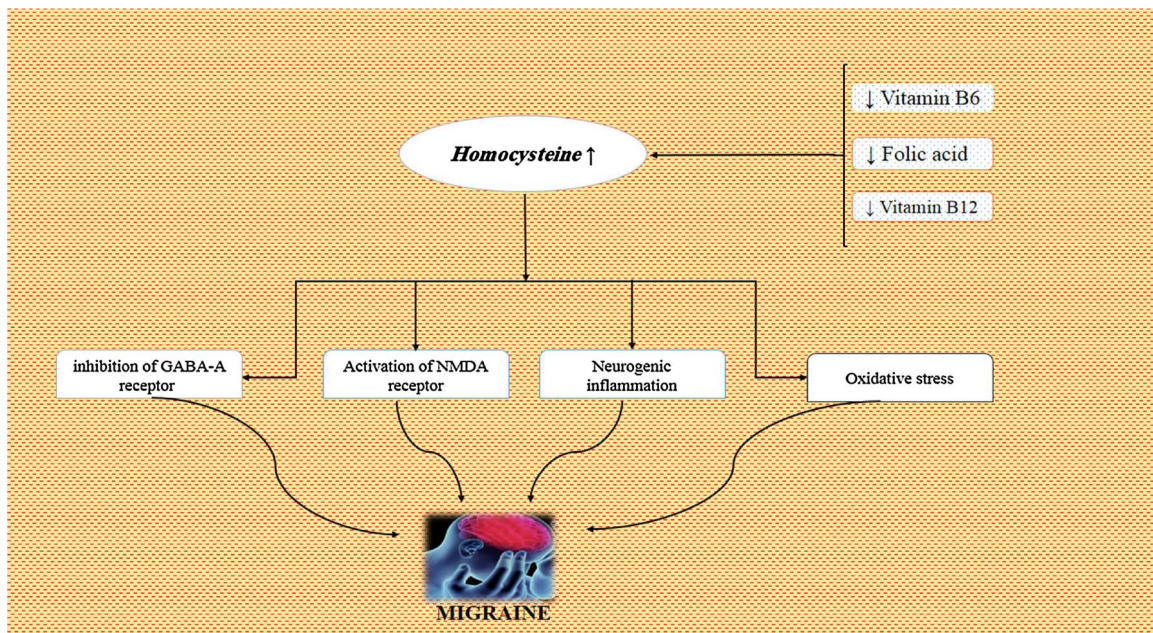 ↓ Vitamin B6
Homocysteine ↑
↓ Folic acid
↓ Vitamin B12
inhibition of GABA-A
receptor
Activation of NMDA
receptor
Neurogenic
inflammation
Oxidative stress
MIGRAINE